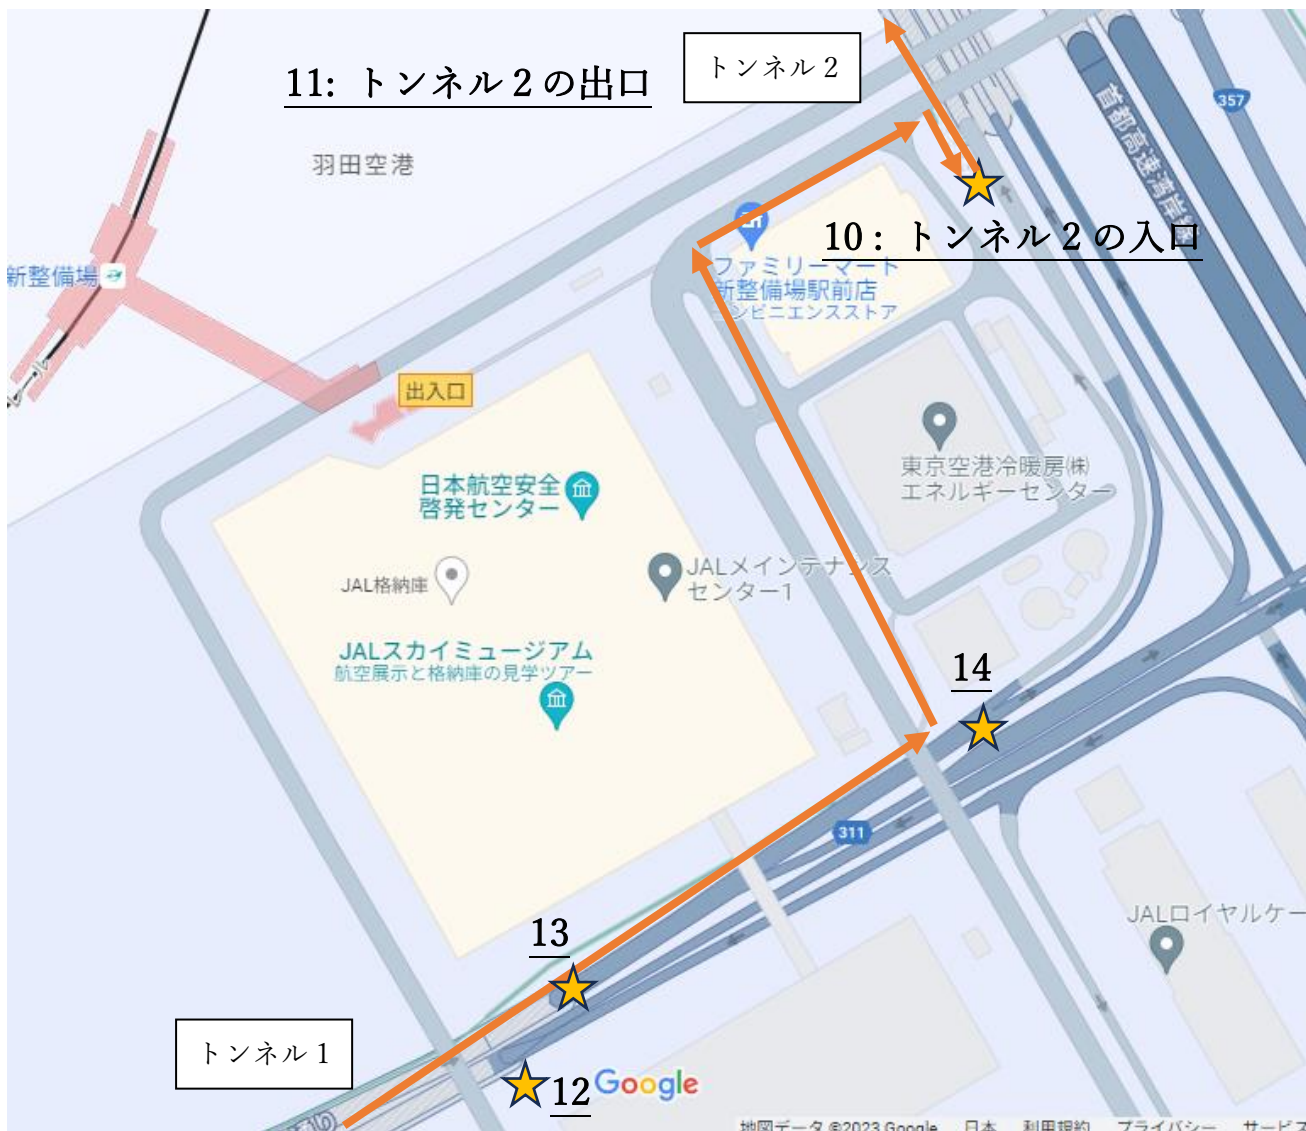 トンネル2
11: トンネル2の出口
357
首都高速湾岸線
羽田空港
10: トンネル2の入口
新整備場
ファミリーマート
新整備場駅前店
コンビニエンスストア
出入口
東京空港冷暖房㈱
エネルギーセンター
日本航空安全
啓発センター
JALメインテナンス
センター1
JAL格納庫
JALスカイミュージアム
航空展示と格納庫の見学ツアー
14
311
JALロイヤルケー
13
トンネル1
12
Google
地図データ ©2023 Google 日本 利用規約 プライバシー サービス